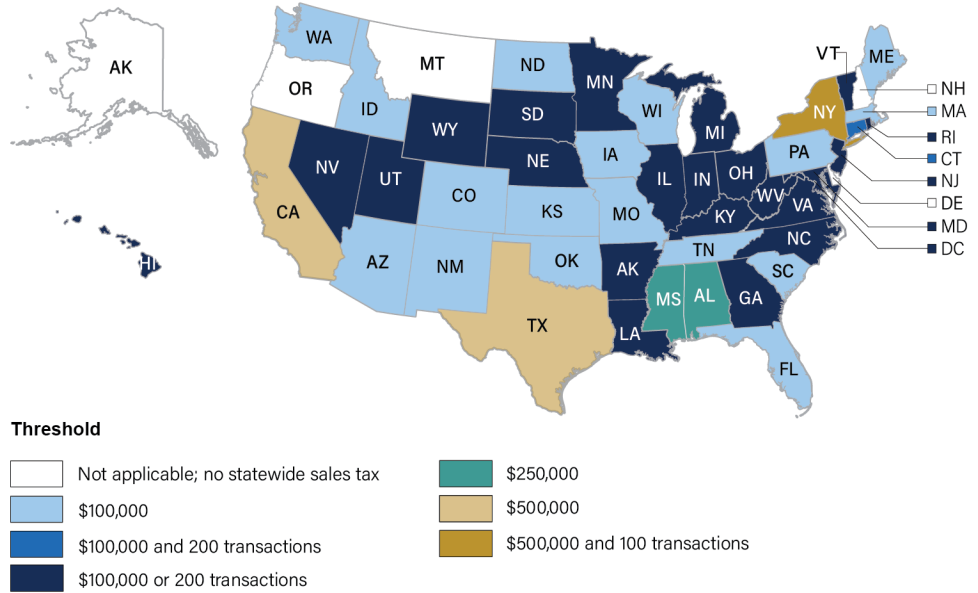 AK
WA
MT
ND
MN
VT
ME
OR
ID
WY
SD
WI
MI
NY
NH
MA
RI
CT
NJ
DE
MD
DC
NV
UT
CO
NE
IA
IL
IN
OH
PA
WV
VA
CA
AZ
NM
KS
MO
KY
OK
AK
TN
NC
SC
HI
TX
LA
MS
AL
GA
FL
Threshold
Not applicable; no statewide sales tax
$100,000
$100,000 and 200 transactions
$100,000 or 200 transactions
$250,000
$500,000
$500,000 and 100 transactions